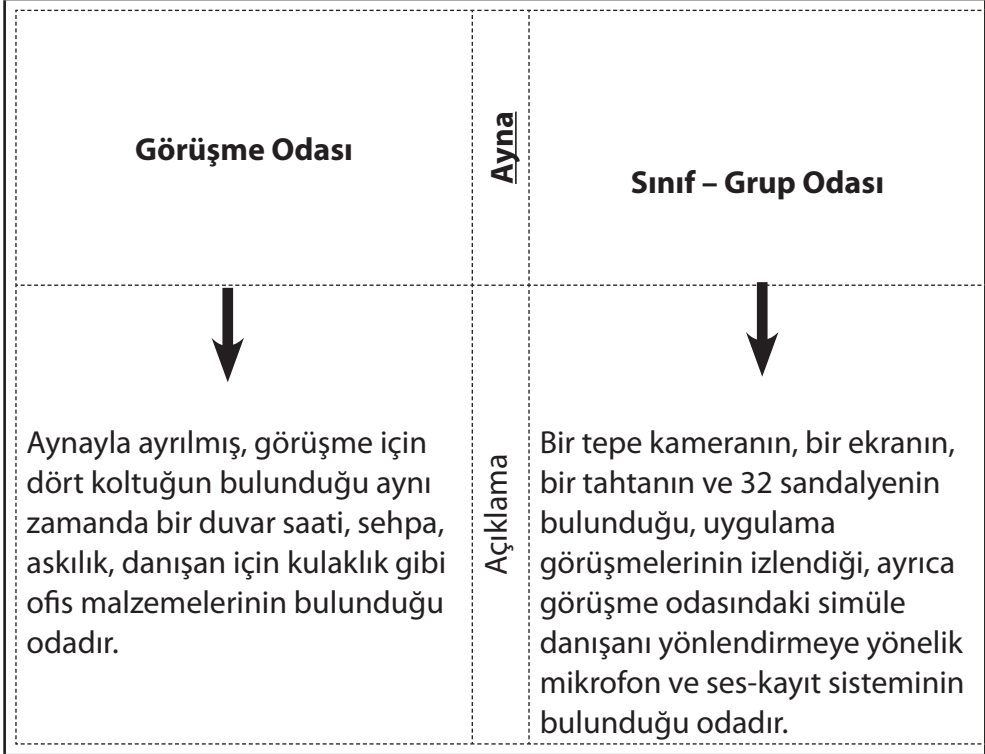 Görüşme Odası
Ayna
Sınıf – Grup Odası
Aynayla ayrılmış, görüşme için
dört koltuğun bulunduğu aynı
zamanda bir duvar saati, sehpa,
askılık, danışan için kulaklık gibi
ofis malzemelerinin bulunduğu
odadır.
Açıklama
Bir tepe kameranın, bir ekranın,
bir tahtanın ve 32 sandalyenin
bulunduğu, uygulama
görüşmelerinin izlendiği, ayrıca
görüşme odasındaki simüle
danışanı yönlendirmeye yönelik
mikrofon ve ses-kayıt sisteminin
bulunduğu odadır.